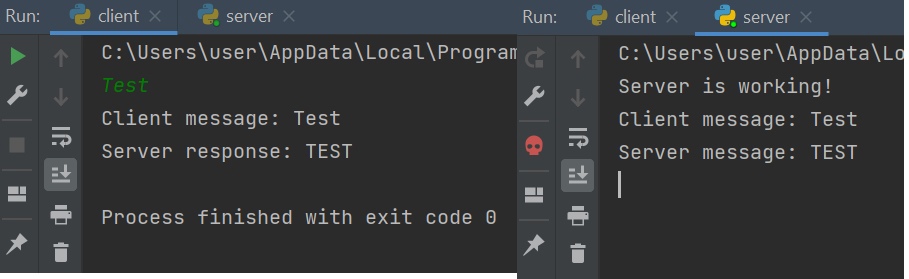 Run: client server
C:\Users\user\AppData\Local\Program
Test
Client message: Test
Server response: TEST
Process finished with exit code 0
Run: client server
C:\Users\user\AppData\Lo
Server is working!
Client message: Test
Server message: TEST